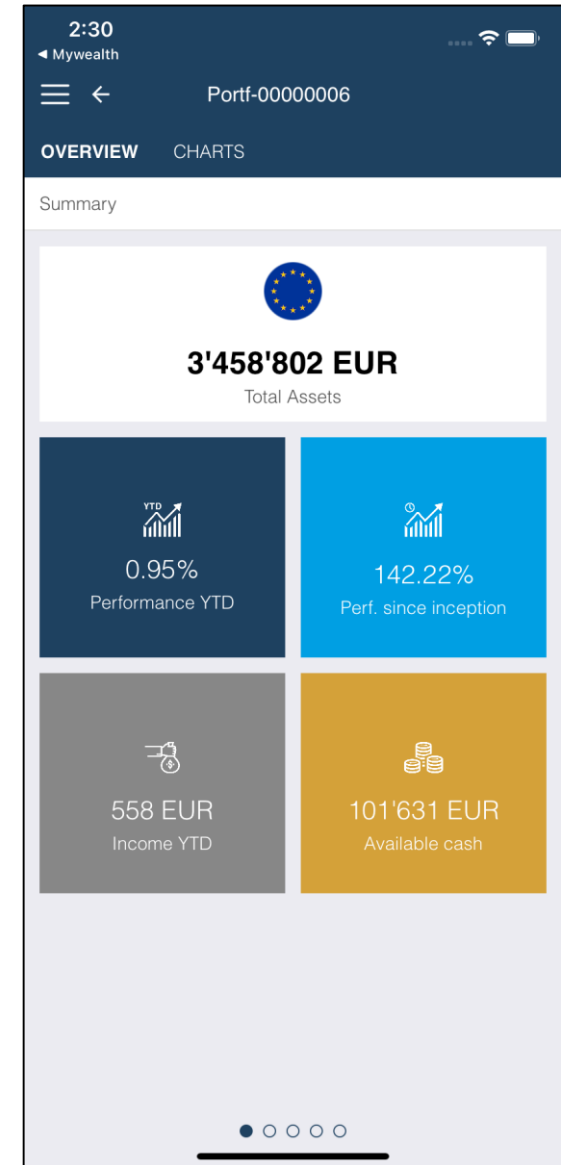 2:30
◀ Mywealth
Portf-00000006
OVERVIEW CHARTS
Summary
3'458'802 EUR
Total Assets
YTD
0.95%
Performance YTD
142.22%
Perf. since inception
$
558 EUR
Income YTD
101'631 EUR
Available cash